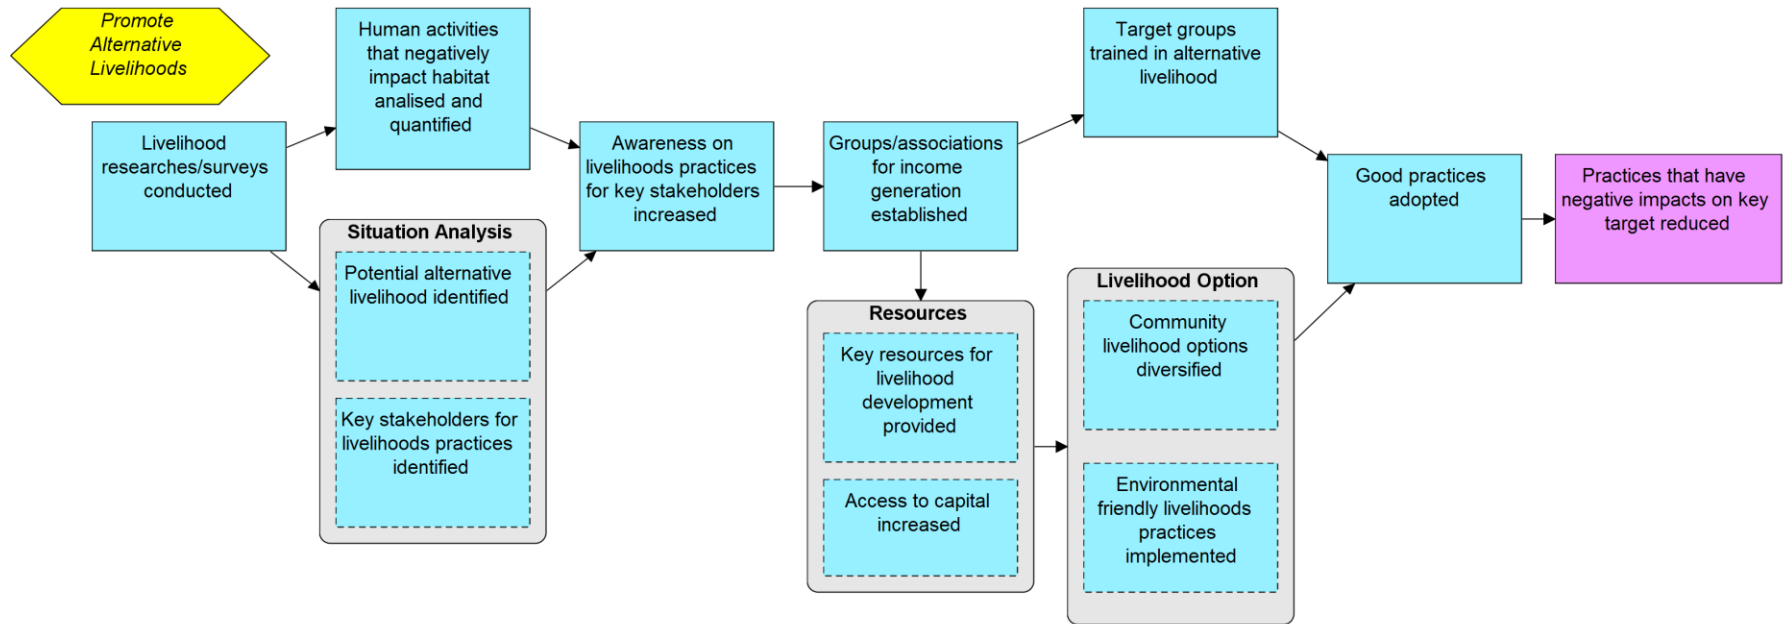 Promote
Alternative
Livelihoods
Livelihood
researches/surveys
conducted
Human activities
that negatively
impact habitat
analised and
quantified
Situation Analysis
Potential alternative
livelihood identified
Key stakeholders for
livelihoods practices
identified
Awareness on
livelihoods practices
for key stakeholders
increased
Groups/associations
for income
generation
established
Resources
Key resources for
livelihood
development
provided
Access to capital
increased
Target groups
trained in alternative
livelihood
Livelihood Option
Community
livelihood options
diversified
Environmental
friendly livelihoods
practices
implemented
Good practices
adopted
Practices that have
negative impacts on key
target reduced